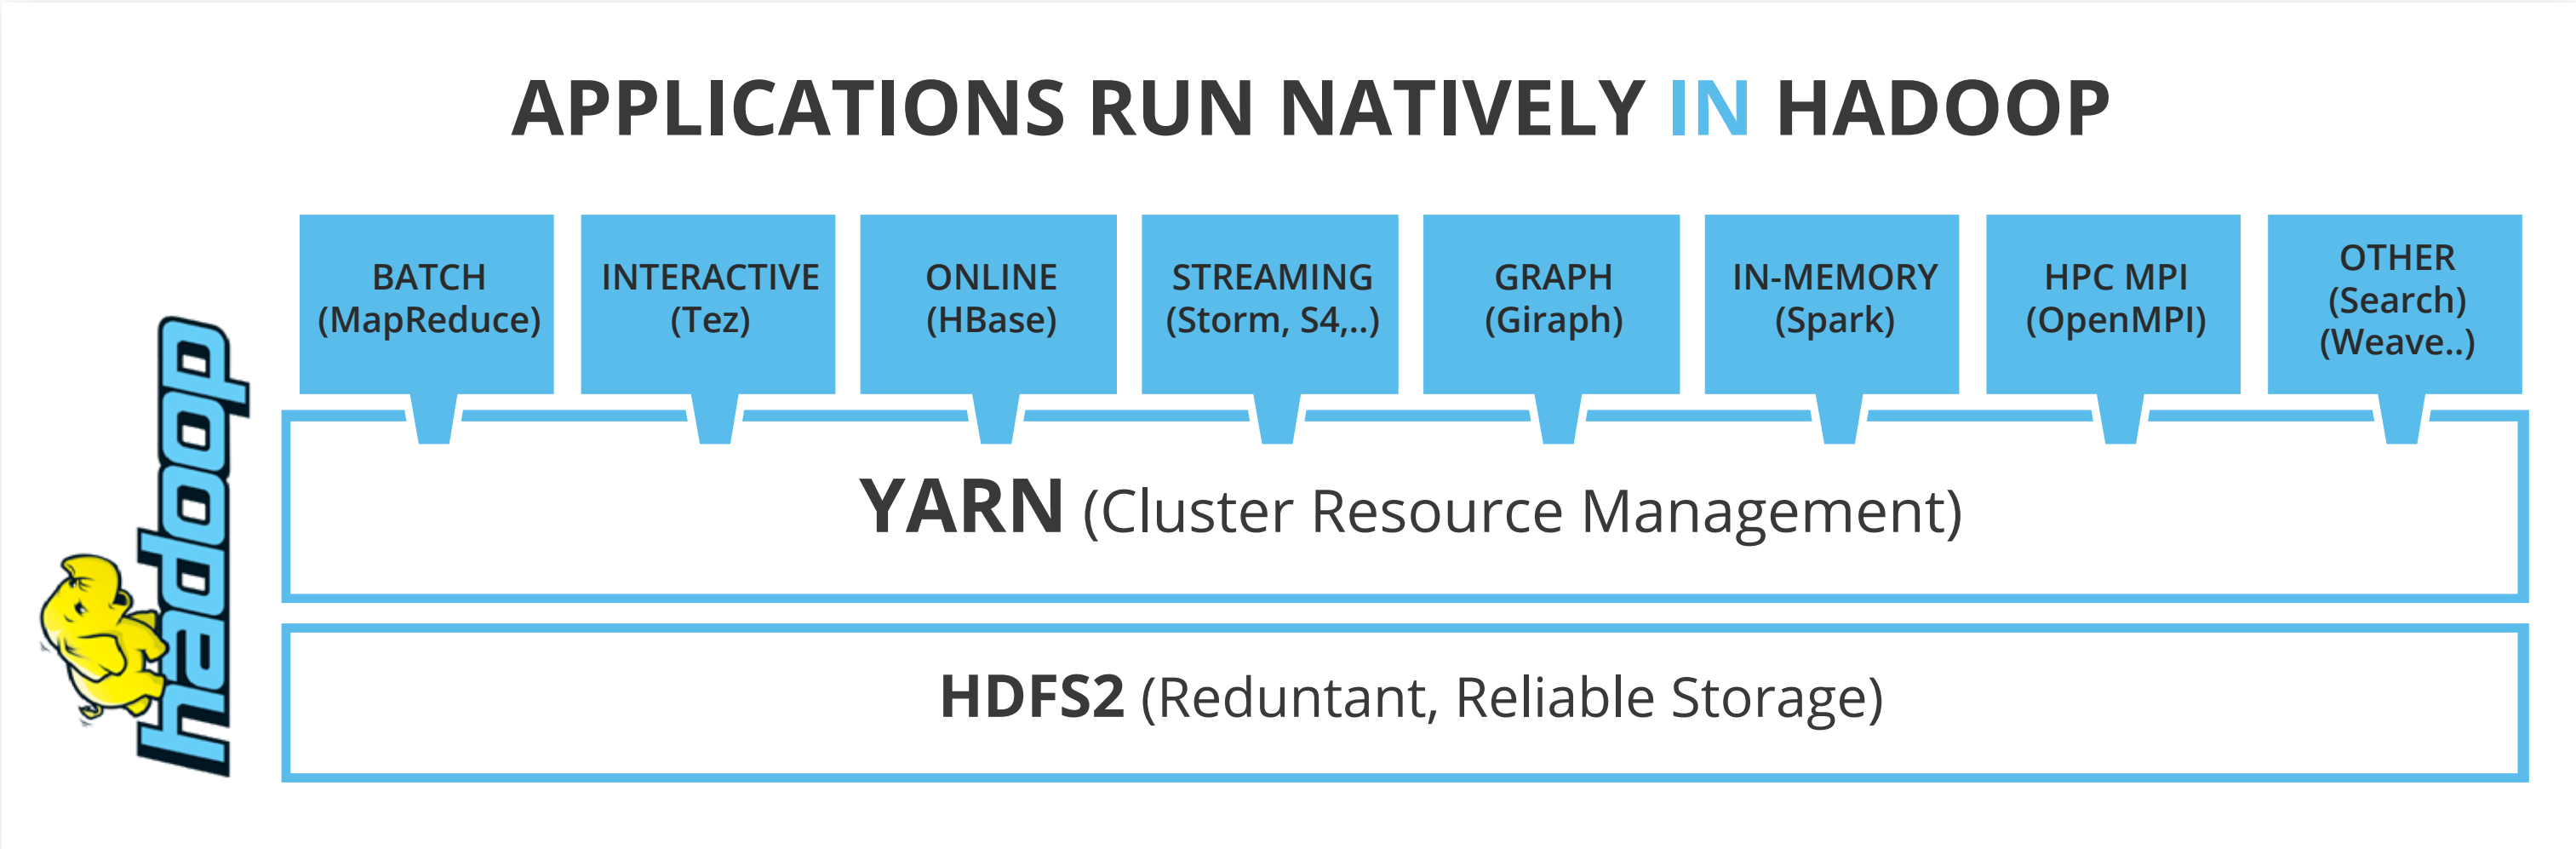 APPLICATIONS RUN NATIVELY IN HADOOP
BATCH
(MapReduce)
INTERACTIVE
(Tez)
ONLINE
(HBase)
STREAMING
(Storm, S4,..)
GRAPH
(Giraph)
IN-MEMORY
(Spark)
HPC MPI
(OpenMPI)
OTHER
(Search)
(Weave..)
YARN (Cluster Resource Management)
HDFS2 (Reduntant, Reliable Storage)
hadoop